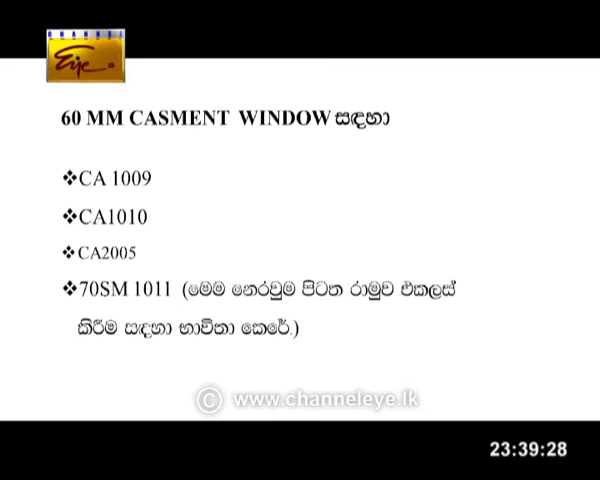 CHANNEL
Eye
60 MM CASMENT WINDOW සඳහා
❖CA 1009
❖CA1010
❖CA2005
❖70SM 1011 (මෙම නෙරවුම පිටත රාමුව එකලස්
කිරීම සඳහා භාවිතා කෙරේ.)
© www.channeleye.lk
23:39:28